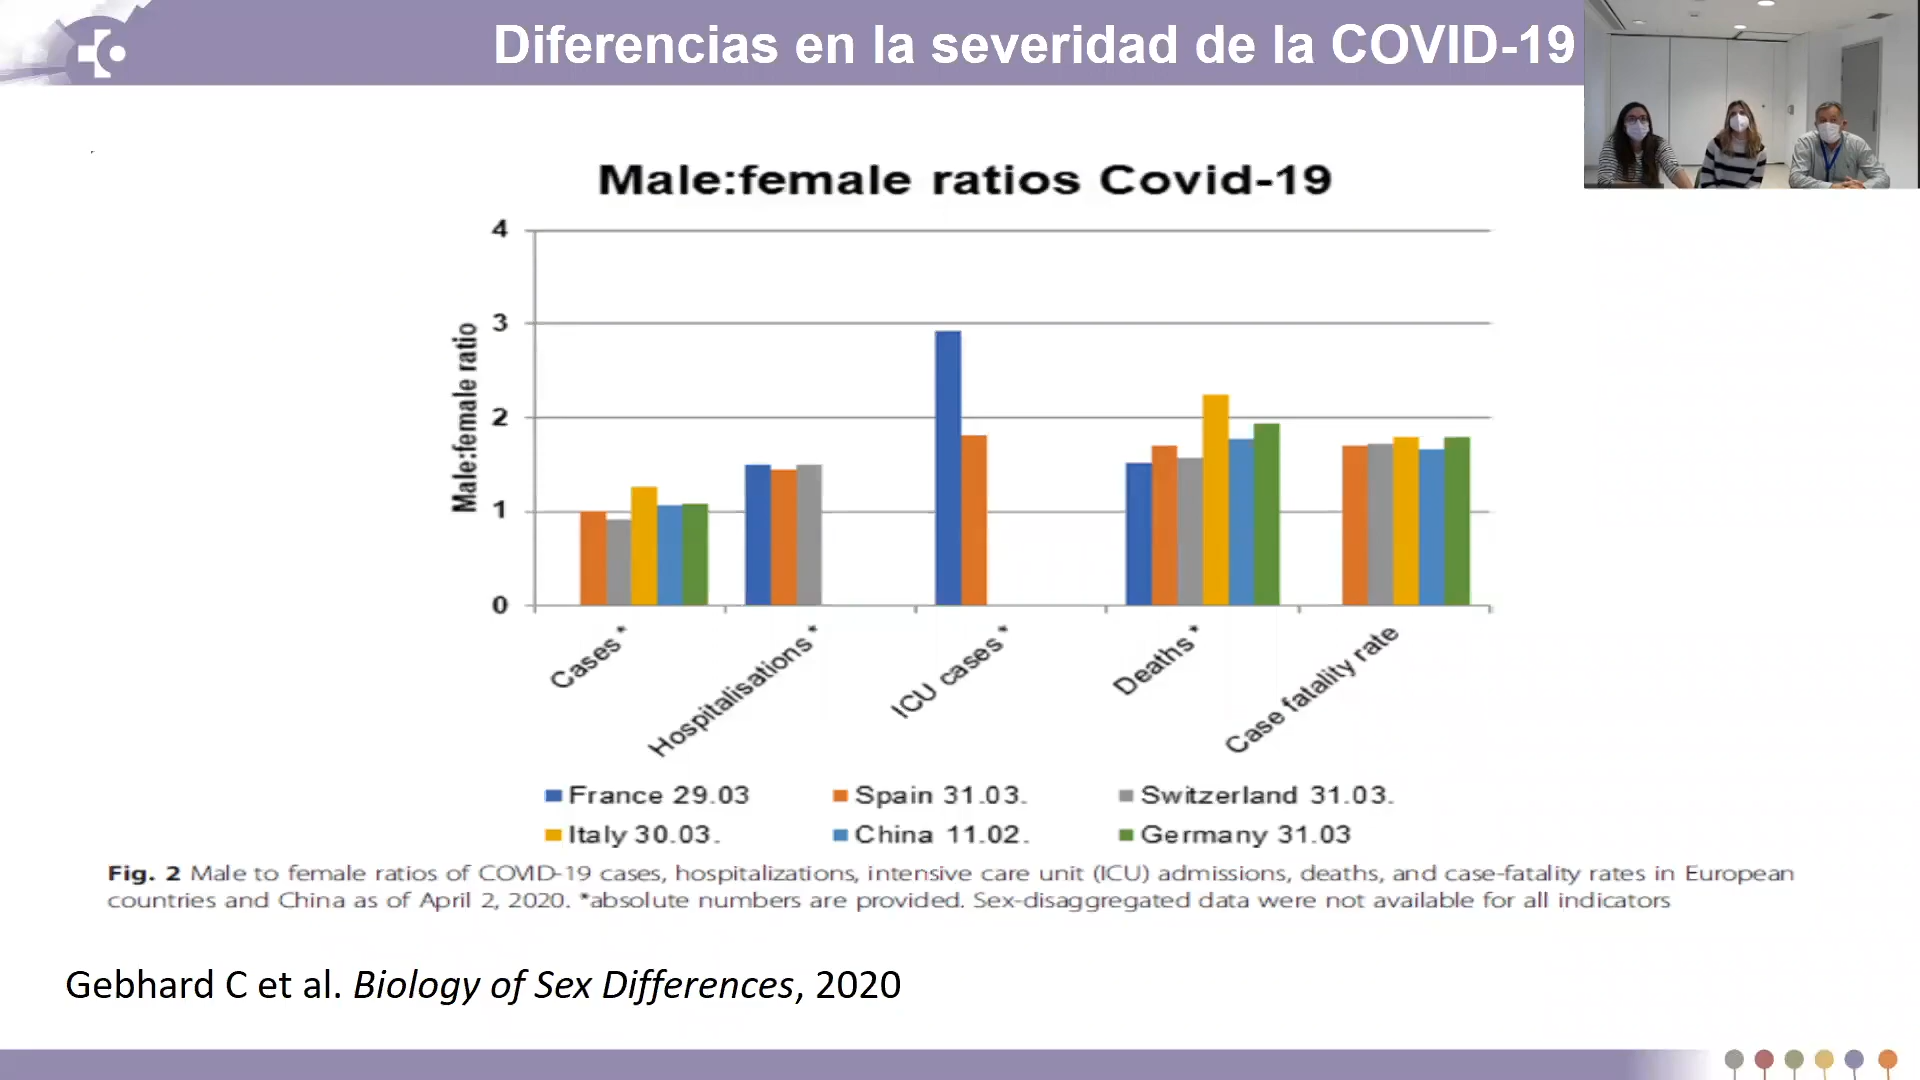 Diferencias en la severidad de la COVID-19
Male:female ratios Covid-19
Male:female ratio
4
3
2
1
0
Cases *
Hospitalisations *
ICU cases *
Deaths *
Case fatality rate
France 29.03
Spain 31.03.
Switzerland 31.03.
Italy 30.03.
China 11.02.
Germany 31.03
Fig. 2 Male to female ratios of COVID-19 cases, hospitalizations, intensive care unit (ICU) admissions, deaths, and case-fatality rates in European
countries and China as of April 2, 2020. *absolute numbers are provided. Sex-disaggregated data were not available for all indicators
Gebhard C et al. Biology of Sex Differences, 2020